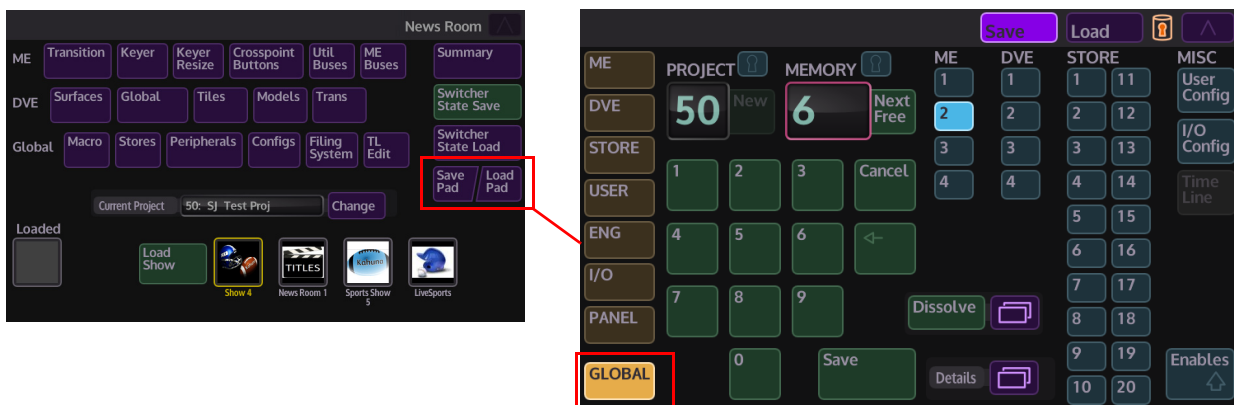 News Room
ME
Transition
Keyer
Keyer
Resize
Crosspoint
Buttons
Util
Buses
ME
Buses
Summary
DVE
Surfaces
Global
Tiles
Models
Trans
Switcher
State Save
Global
Macro
Stores
Peripherals
Configs
Filing
System
TL
Edit
Switcher
State Load
Save
Pad
Load
Pad
Current Project
50: SJ Test Proj
Change
Loaded
Load
Show
TITLES
Kahuna
Show 4
News Room 1
Sports Show
5
LiveSports
Save
Load
ME
DVE
STORE
USER
ENG
I/O
PANEL
GLOBAL
PROJECT
MEMORY
50
New
6
Next
Free
1
2
3
Cancel
4
5
6
7
8
9
0
Save
Dissolve
Details
ME
1
2
3
4
DVE
1
2
3
4
STORE
1
11
2
12
3
13
4
14
5
15
6
16
7
17
8
18
9
19
10
20
MISC
User
Config
I/O
Config
Time
Line
Enables